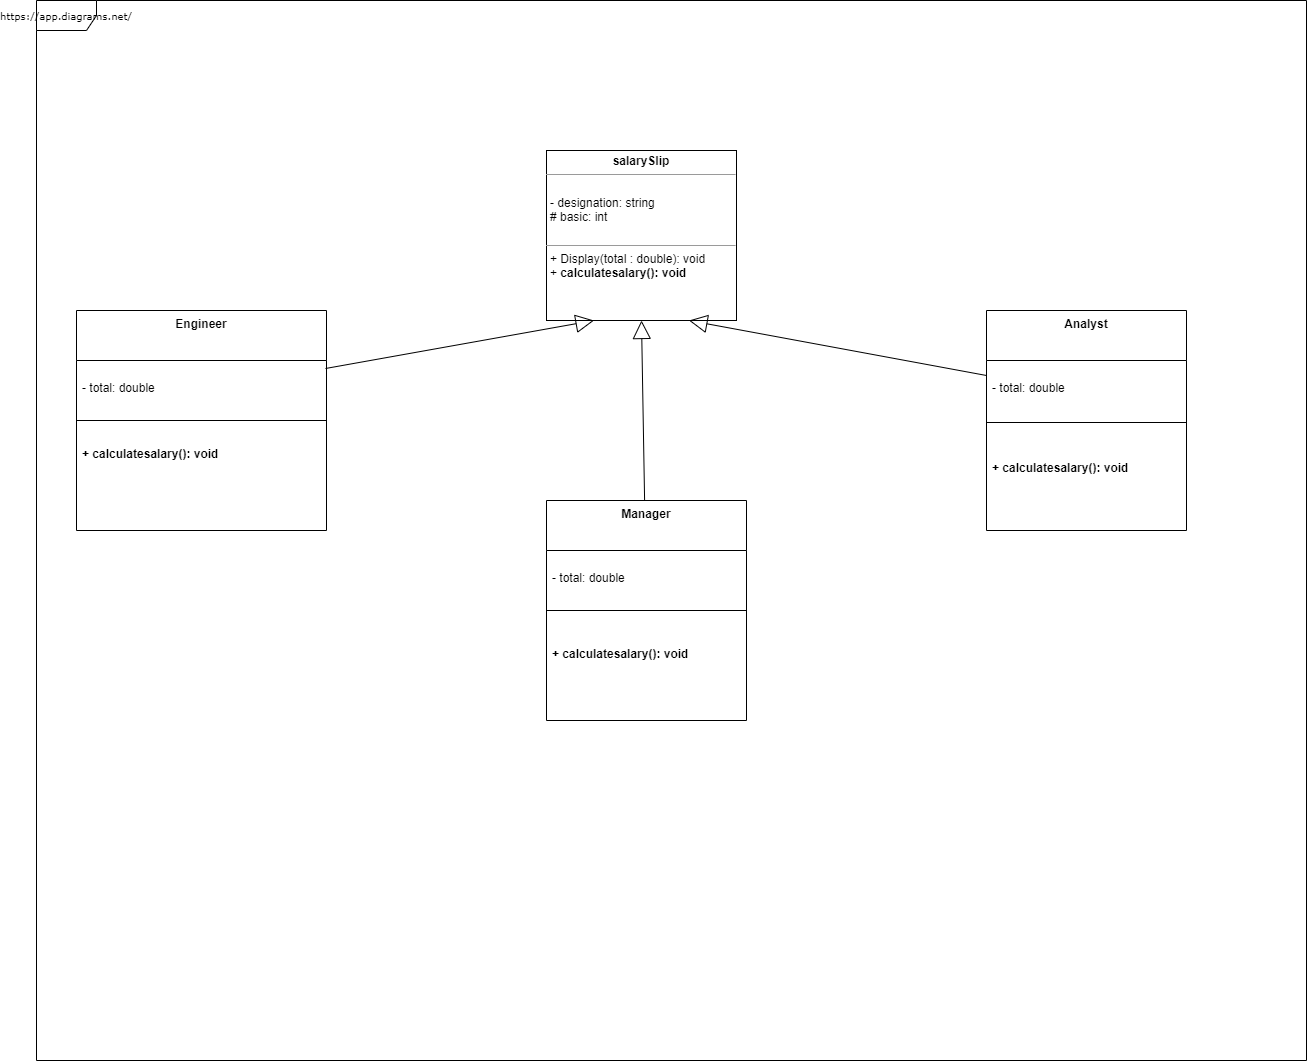 https://app.diagrams.net/
salarySlip
- designation: string
# basic: int
+ Display(total : double): void
+ calculatesalary(): void
Engineer
- total: double
+ calculatesalary(): void
Manager
- total: double
+ calculatesalary(): void
Analyst
- total: double
+ calculatesalary(): void